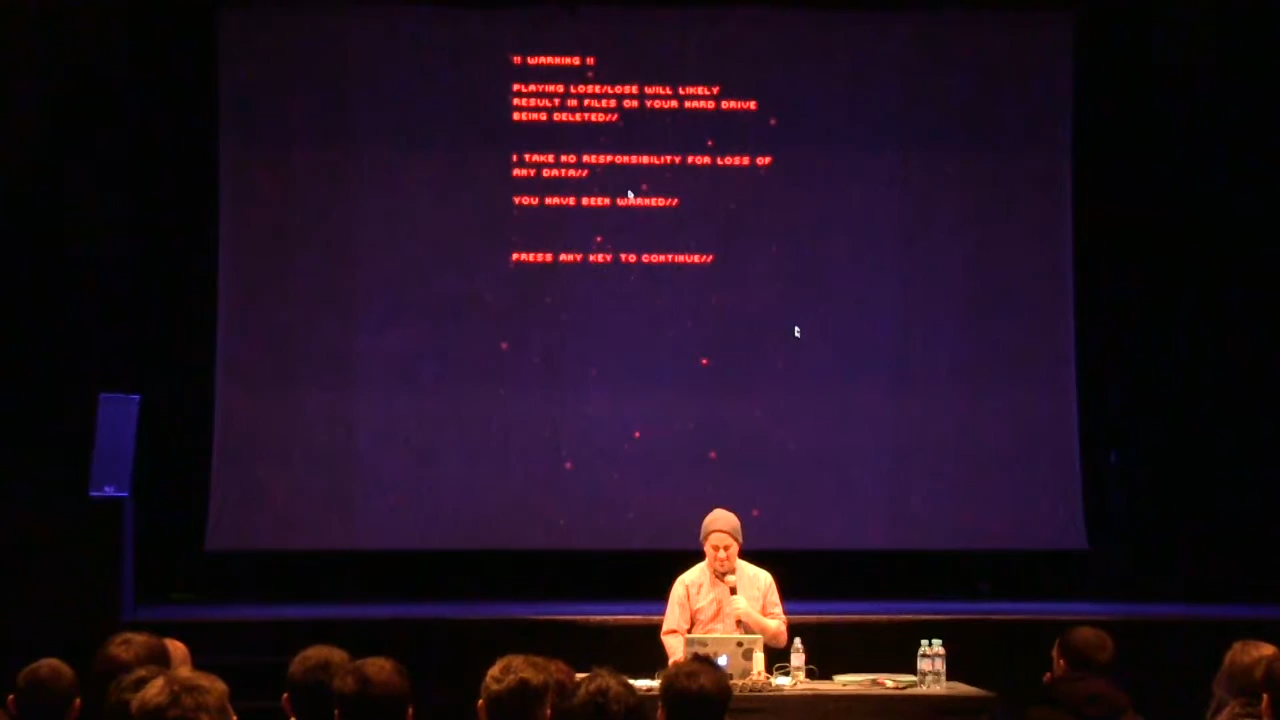 !! WARNING !!
PLAYING LOSE/LOSE WILL LIKELY
RESULT IN FILES ON YOUR HARD DRIVE
BEING DELETED//
I TAKE NO RESPONSIBILITY FOR LOSS OF
ANY DATA//
YOU HAVE BEEN WARNED//
PRESS ANY KEY TO CONTINUE//